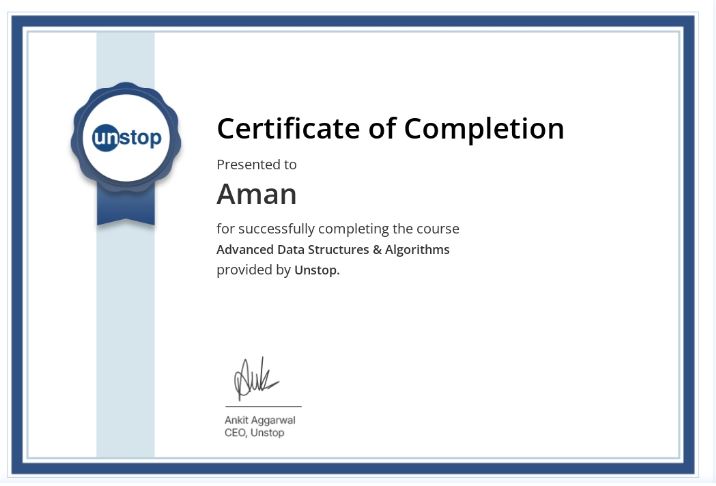 unstop
Certificate of Completion
Presented to
Aman
for successfully completing the course
Advanced Data Structures & Algorithms
provided by Unstop.
Ankit Aggarwal
CEO, Unstop